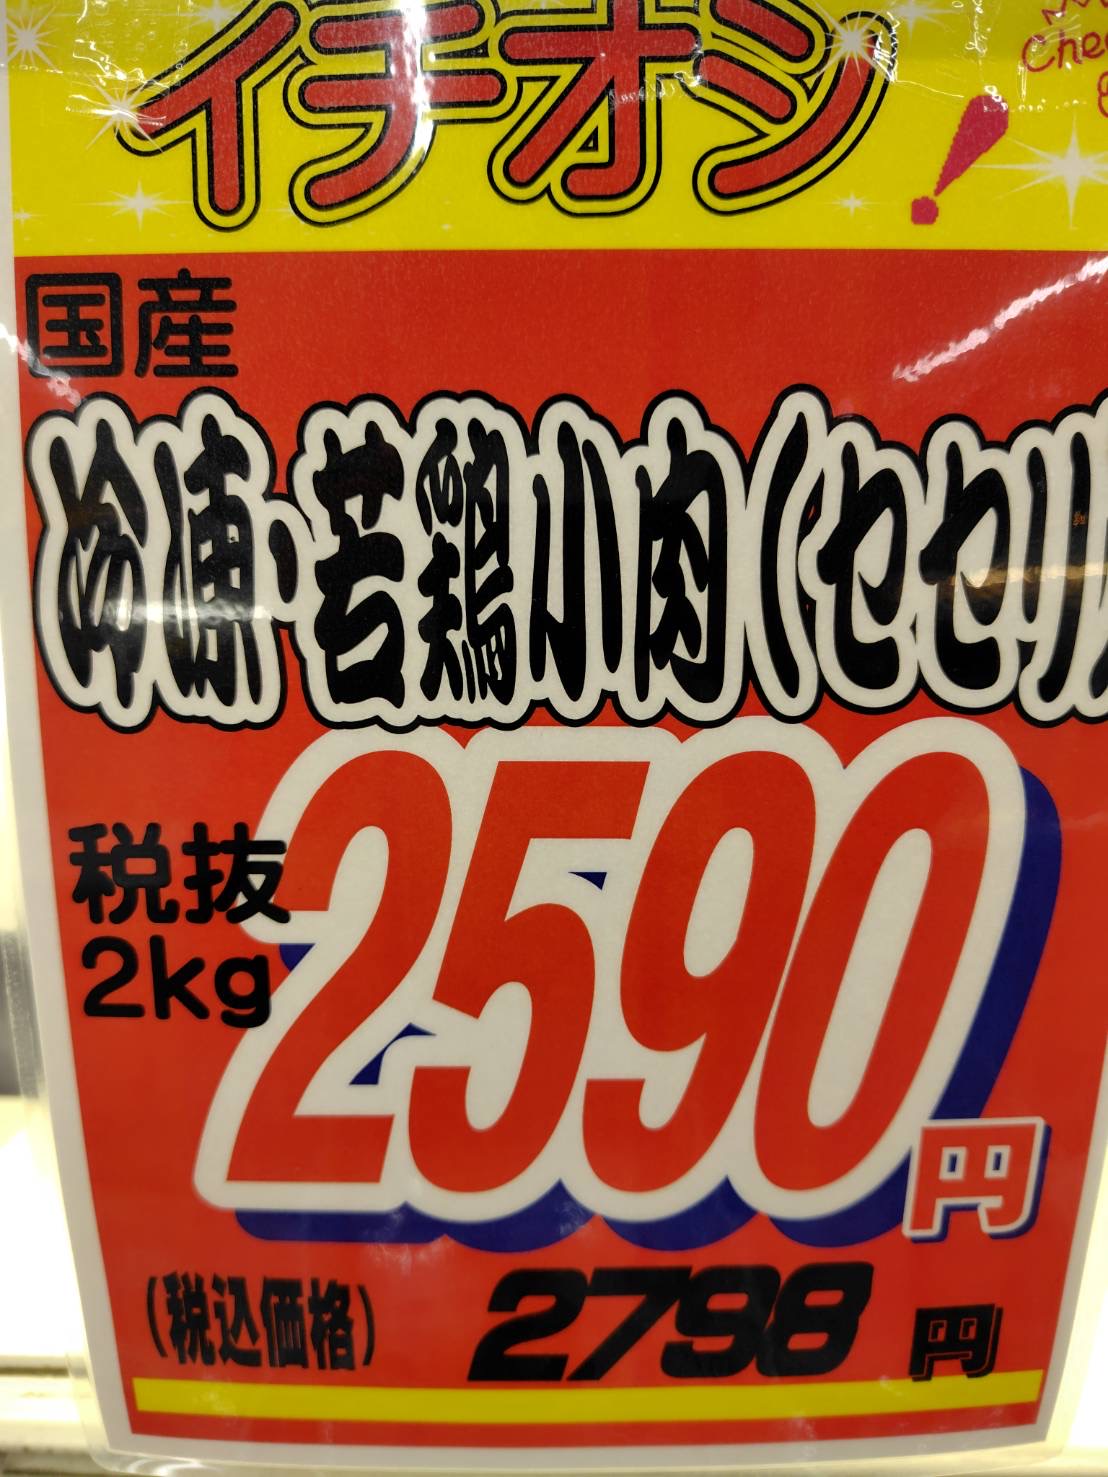 イチオシ!
国産
冷凍・若鶏小肉(セセリ
税抜
2kg
2590円
(税込価格) 2798円